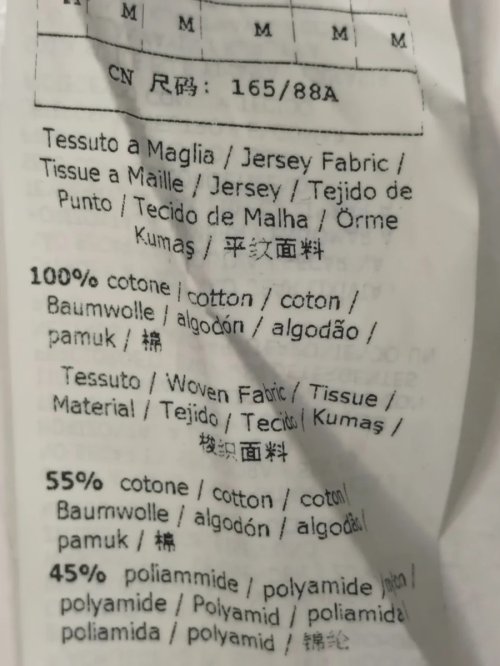 M M M M M
CN 尺码: 165/88A
Tessuto a Maglia / Jersey Fabric /
Tissue a Maille / Jersey / Tejido de
Punto / Tecido de Malha / Örme
Kumaş / 平纹面料
100% cotone / cotton / coton /
Baumwolle / algodón / algodão /
pamuk / 棉
Tessuto / Woven Fabric / Tissue /
Material / Tejido / Tecido / Kumaş /
梭织面料
55% cotone / cotton / coton/
Baumwolle / algodón / algodão/
pamuk / 棉
45% poliammide / polyamide / /
polyamide / Polyamid / poliamida
poliamida / polyamid / 锦纶